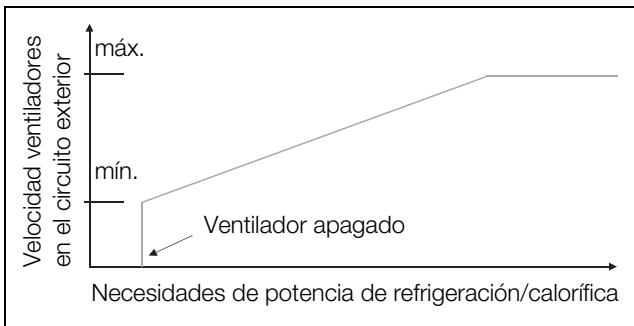 Velocidad ventiladores
en el circuito exterior
máx.
mín.
Ventilador apagado
Necesidades de potencia de refrigeración/calorífica